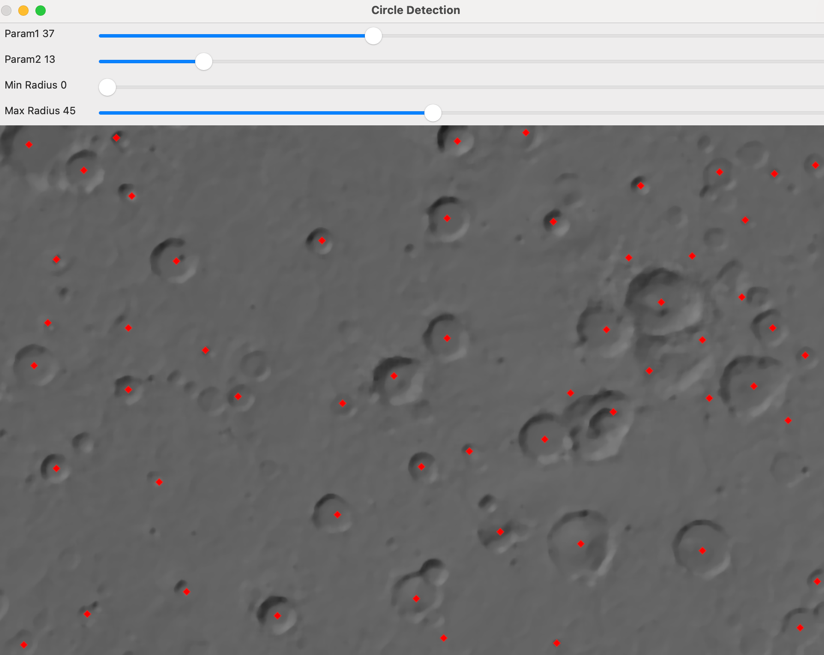 Circle Detection
Param1 37
Param2 13
Min Radius 0
Max Radius 45